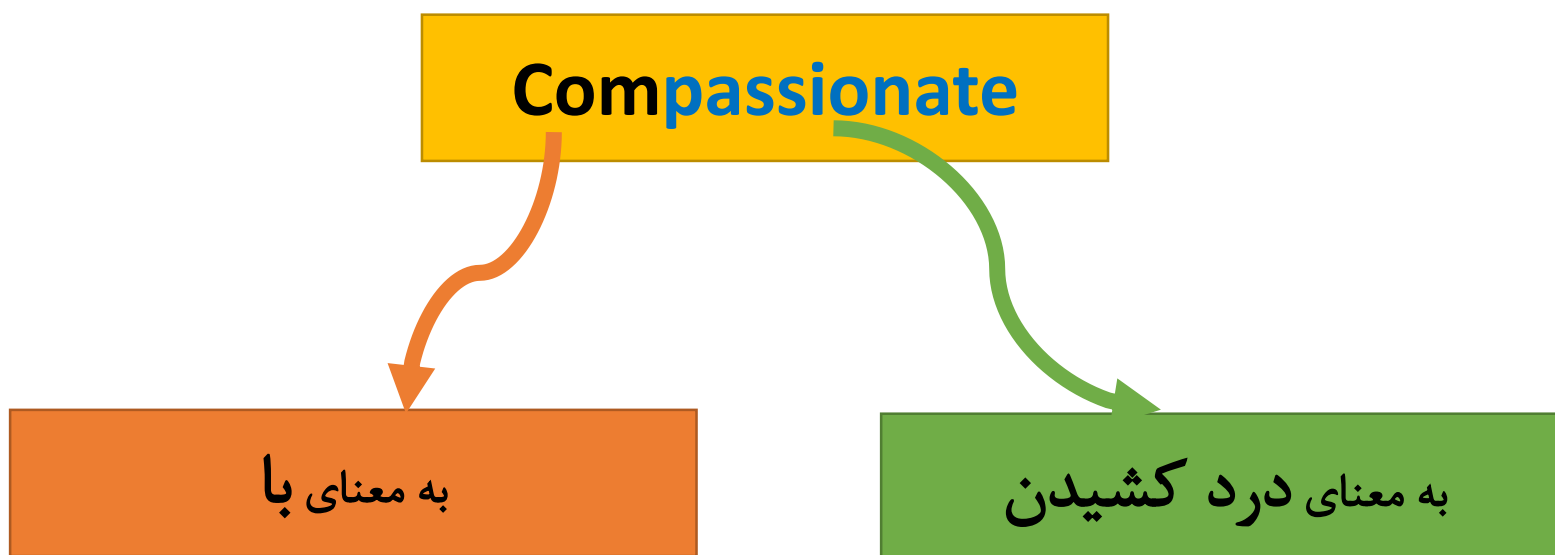 Compassionate
به معنای با
به معنای درد کشیدن